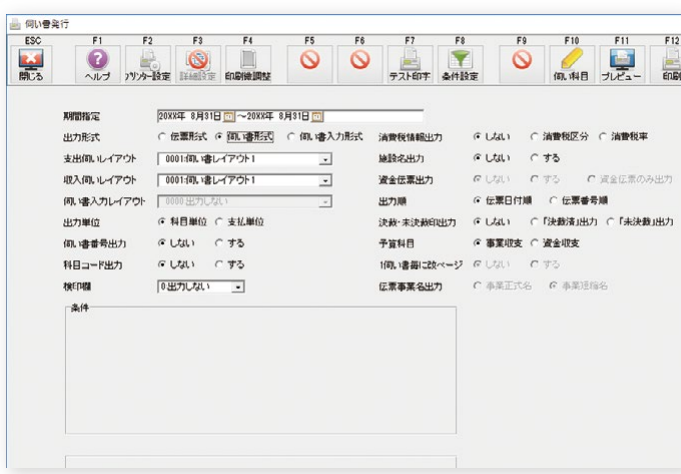 伺い書発行
ESC F1 F2 F3 F4 F5 F6 F7 F8 F9 F10 F11 F12
閉じる ヘルプ プリンター設定 詳細設定 印刷微調整 テスト印字 条件設定 伺い科目 プレビュー 印刷
期間指定 20XX年 8月31日 ～20XX年 8月31日
出力形式 伝票形式 伺い書形式 伺い書入力形式 消費税情報出力 しない 消費税区分 消費税率
支出伺いレイアウト 0001:伺い書レイアウト1 施設名出力 しない する
収入伺いレイアウト 0001:伺い書レイアウト1 資金伝票出力 しない する 資金伝票のみ出力
伺い書入力レイアウト 0000:出力しない 出力順 伝票日付順 伝票番号順
出力単位 科目単位 支払単位 決裁・未決裁印出力 しない 「決裁済」出力 「未決裁」出力
伺い書番号出力 しない する 予算科目 事業収支 資金収支
科目コード出力 しない する 1伺い書毎に改ページ しない する
検印欄 0:出力しない 伝票事業名出力 事業正式名 事業略名
条件